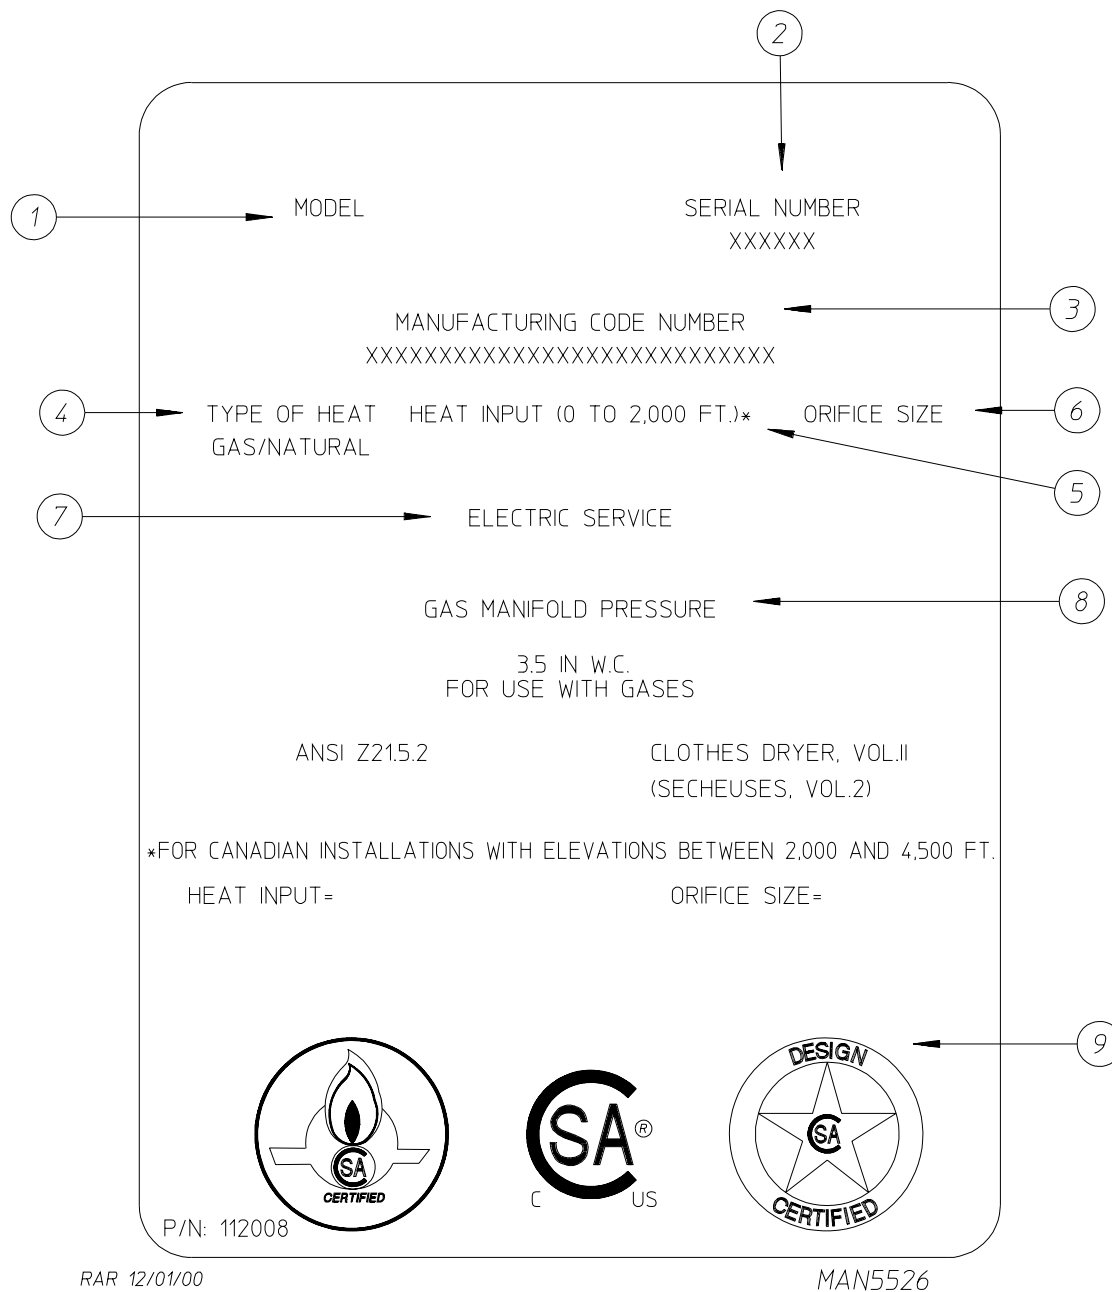 2
1
MODEL
SERIAL NUMBER
XXXXXX
3
MANUFACTURING CODE NUMBER
XXXXXXXXXXXXXXXXXXXXXXXXXXXX
4
TYPE OF HEAT HEAT INPUT (0 TO 2,000 FT.)* ORIFICE SIZE
6
GAS/NATURAL
5
7
ELECTRIC SERVICE
GAS MANIFOLD PRESSURE
8
3.5 IN W.C.
FOR USE WITH GASES
ANSI Z21.5.2
CLOTHES DRYER, VOL.II
(SECHEUSES, VOL.2)
*FOR CANADIAN INSTALLATIONS WITH ELEVATIONS BETWEEN 2,000 AND 4,500 FT.
HEAT INPUT=
ORIFICE SIZE=
9
SA
CERTIFIED
CSA®
C US
DESIGN
CSA
CERTIFIED
P/N: 112008
RAR 12/01/00
MAN5526